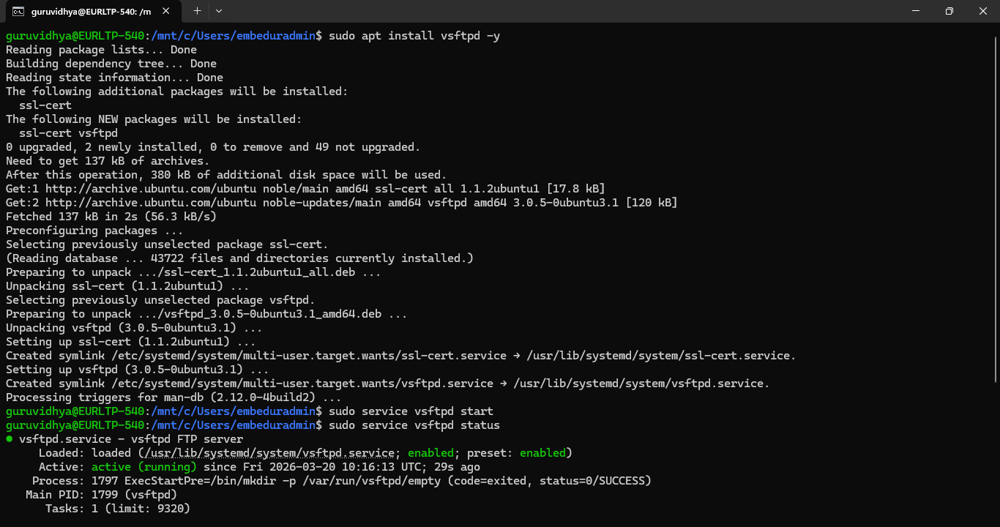 guruvidhya@EURLTP-540: /m
guruvidhya@EURLTP-540:/mnt/c/Users/embeduradmin$ sudo apt install vsftpd -y
Reading package lists... Done
Building dependency tree... Done
Reading state information... Done
The following additional packages will be installed:
  ssl-cert
The following NEW packages will be installed:
  ssl-cert vsftpd
0 upgraded, 2 newly installed, 0 to remove and 49 not upgraded.
Need to get 137 kB of archives.
After this operation, 380 kB of additional disk space will be used.
Get:1 http://archive.ubuntu.com/ubuntu noble/main amd64 ssl-cert all 1.1.2ubuntu1 [17.8 kB]
Get:2 http://archive.ubuntu.com/ubuntu noble-updates/main amd64 vsftpd amd64 3.0.5-0ubuntu3.1 [120 kB]
Fetched 137 kB in 2s (56.3 kB/s)
Preconfiguring packages ...
Selecting previously unselected package ssl-cert.
(Reading database ... 43722 files and directories currently installed.)
Preparing to unpack .../ssl-cert_1.1.2ubuntu1_all.deb ...
Unpacking ssl-cert (1.1.2ubuntu1) ...
Selecting previously unselected package vsftpd.
Preparing to unpack .../vsftpd_3.0.5-0ubuntu3.1_amd64.deb ...
Unpacking vsftpd (3.0.5-0ubuntu3.1) ...
Setting up ssl-cert (1.1.2ubuntu1) ...
Created symlink /etc/systemd/system/multi-user.target.wants/ssl-cert.service → /usr/lib/systemd/system/ssl-cert.service.
Setting up vsftpd (3.0.5-0ubuntu3.1) ...
Created symlink /etc/systemd/system/multi-user.target.wants/vsftpd.service → /usr/lib/systemd/system/vsftpd.service.
Processing triggers for man-db (2.12.0-4build2) ...
guruvidhya@EURLTP-540:/mnt/c/Users/embeduradmin$ sudo service vsftpd start
guruvidhya@EURLTP-540:/mnt/c/Users/embeduradmin$ sudo service vsftpd status
● vsftpd.service - vsftpd FTP server
     Loaded: loaded (/usr/lib/systemd/system/vsftpd.service; enabled; preset: enabled)
     Active: active (running) since Fri 2026-03-20 10:16:13 UTC; 29s ago
    Process: 1797 ExecStartPre=/bin/mkdir -p /var/run/vsftpd/empty (code=exited, status=0/SUCCESS)
   Main PID: 1799 (vsftpd)
      Tasks: 1 (limit: 9320)